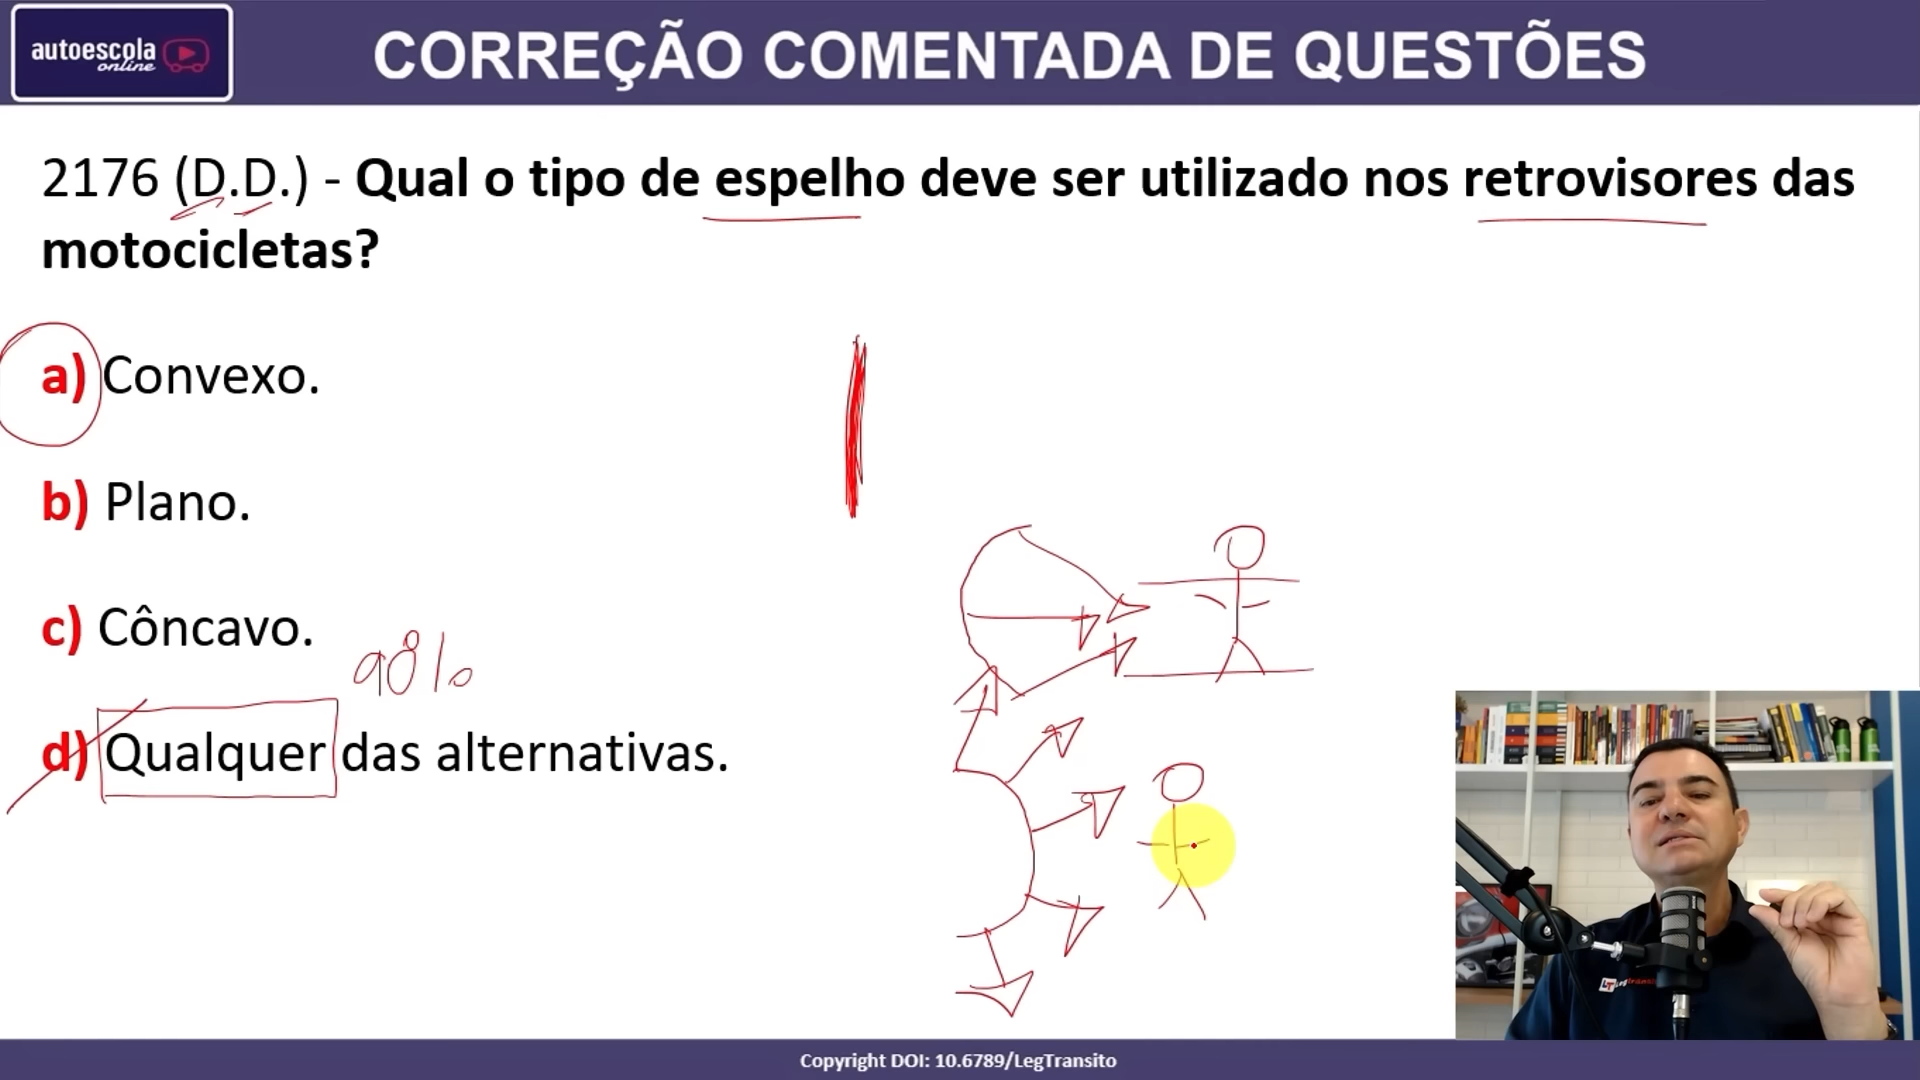 autoescola
online
CORREÇÃO COMENTADA DE QUESTÕES
2176 (D.D.) - Qual o tipo de espelho deve ser utilizado nos retrovisores das
motocicletas?
a) Convexo.
b) Plano.
c) Côncavo.
90%
d) Qualquer das alternativas.
Copyright DOI: 10.6789/LegTransito